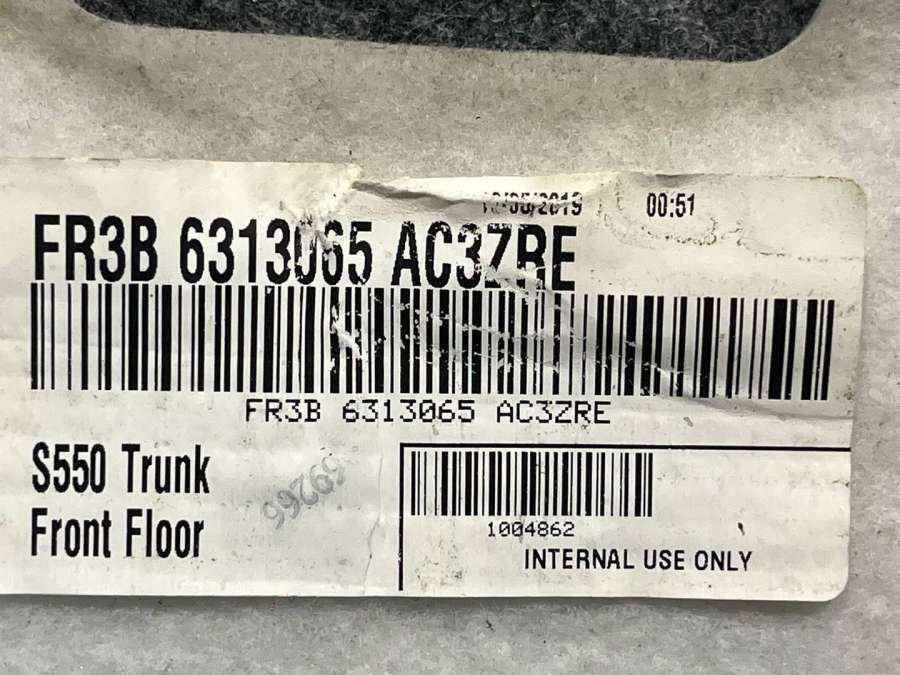 00:51
FR3B 6313065 AC3ZRE
FR3B 6313065 AC3ZRE
S550 Trunk
Front Floor
1004862
INTERNAL USE ONLY